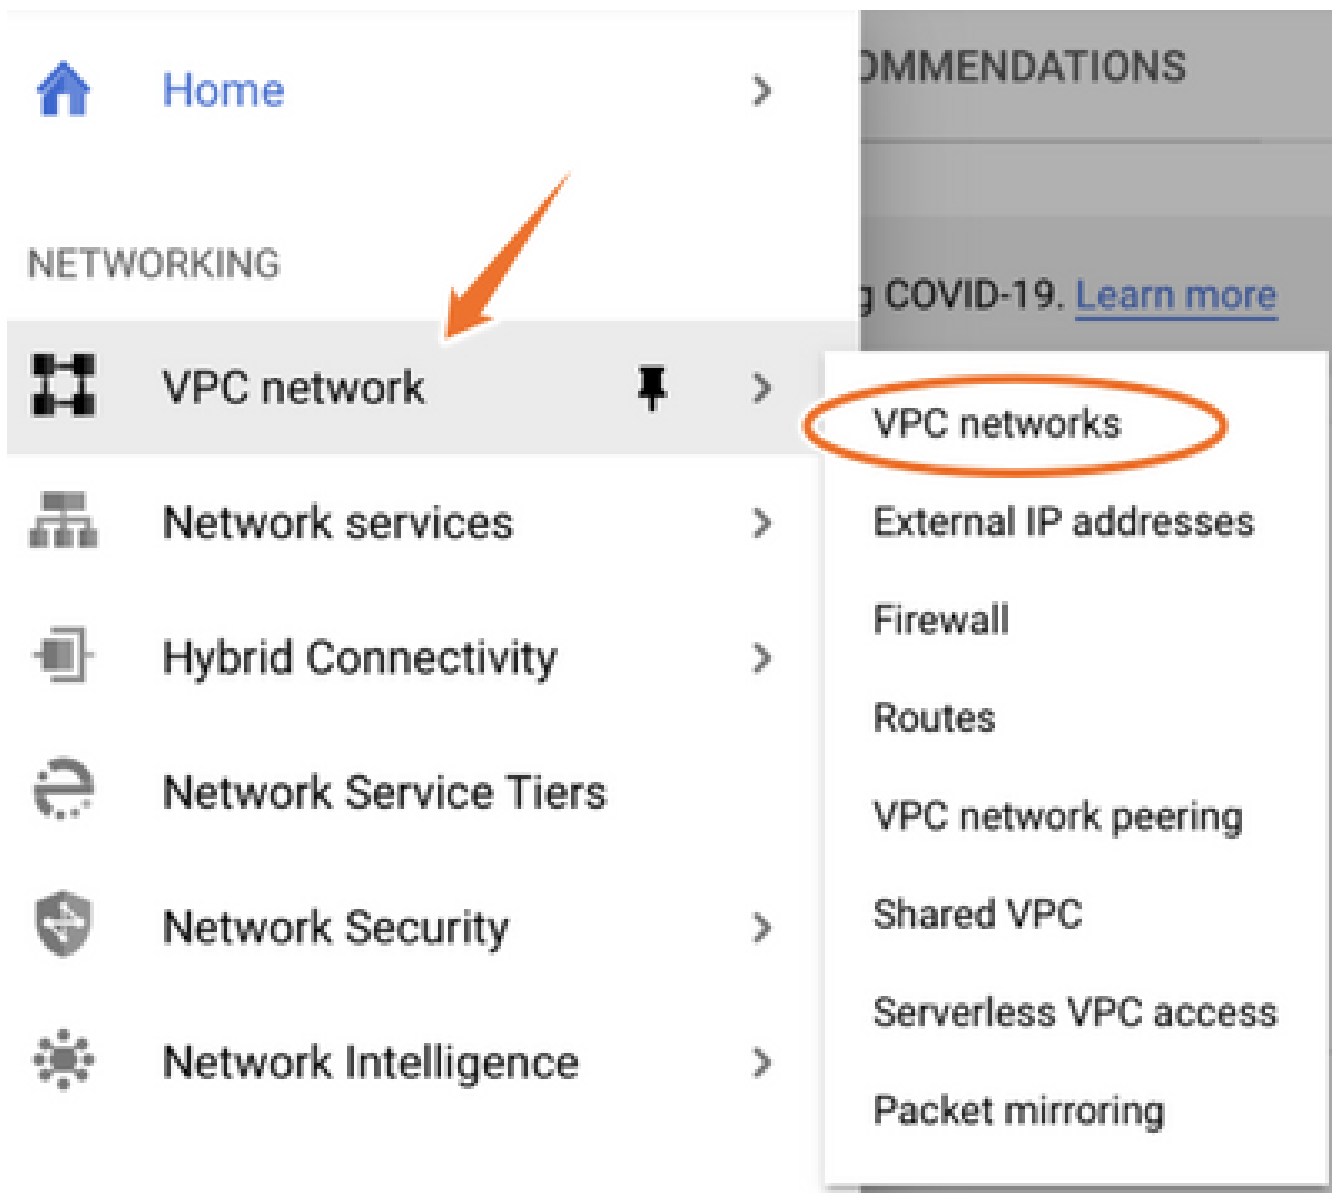 Home
NETWORKING
VPC network
Network services
Hybrid Connectivity
Network Service Tiers
Network Security
Network Intelligence
OMMENDATIONS
g COVID-19. Learn more
VPC networks
External IP addresses
Firewall
Routes
VPC network peering
Shared VPC
Serverless VPC access
Packet mirroring